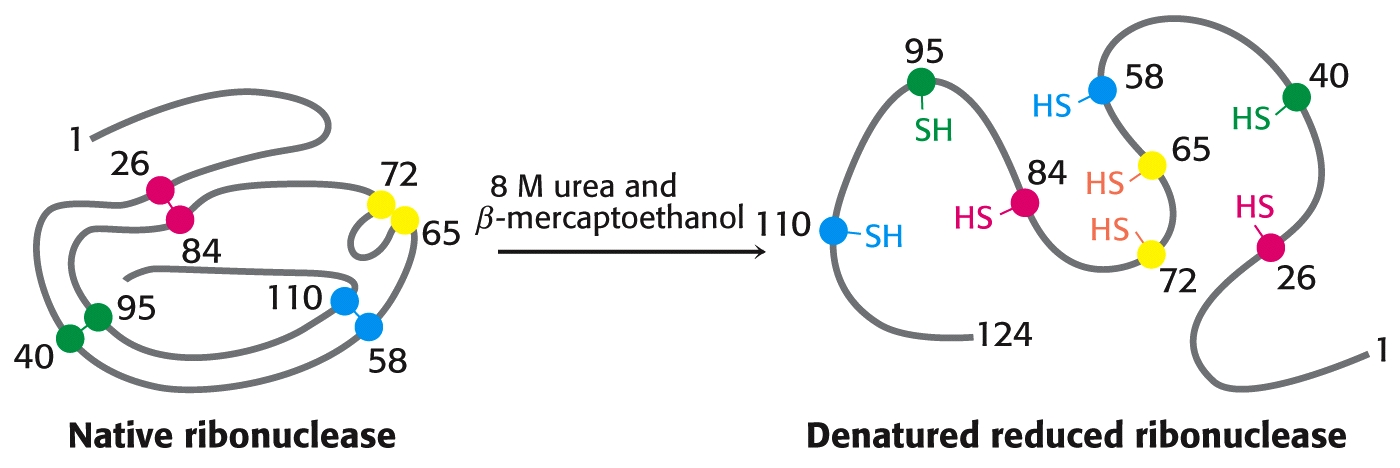 1
26
72
65
84
110
95
40
58
Native ribonuclease
8 M urea and
β-mercaptoethanol
95
SH
58
HS
40
HS
65
HS
84
HS
HS
110
SH
HS
72
26
124
1
Denatured reduced ribonuclease